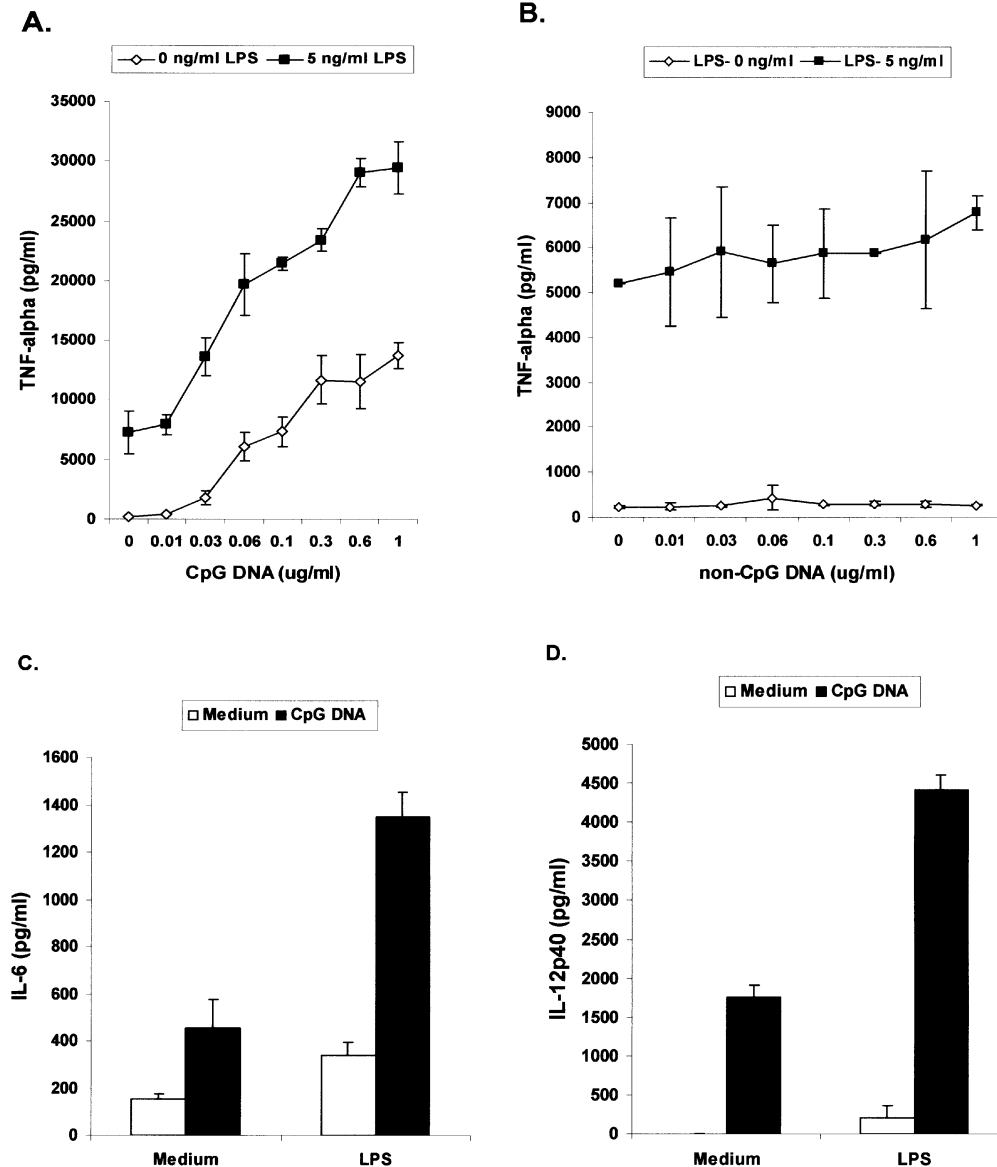 A.
0 ng/ml LPS 5 ng/ml LPS
35000
30000
25000
20000
15000
10000
5000
0
TNF-alpha (pg/ml)
0 0.01 0.03 0.06 0.1 0.3 0.6 1
CpG DNA (ug/ml)
B.
LPS- 0 ng/ml LPS- 5 ng/ml
9000
8000
7000
6000
5000
4000
3000
2000
1000
0
TNF-alpha (pg/ml)
0 0.01 0.03 0.06 0.1 0.3 0.6 1
non-CpG DNA (ug/ml)
C.
Medium CpG DNA
1600
1400
1200
1000
800
600
400
200
0
IL-6 (pg/ml)
Medium LPS
D.
Medium CpG DNA
5000
4500
4000
3500
3000
2500
2000
1500
1000
500
0
IL-12p40 (pg/ml)
Medium LPS